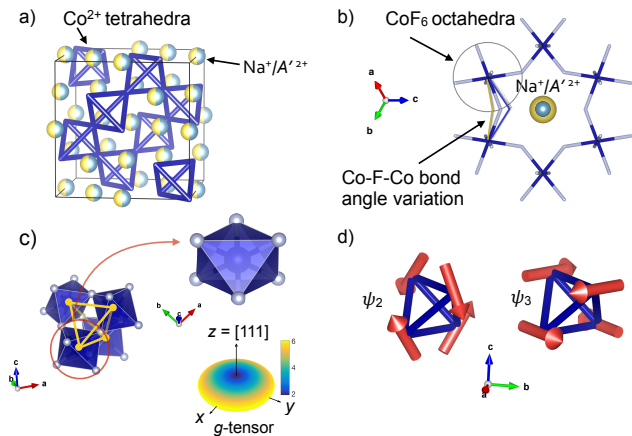 a)
Co²⁺ tetrahedra
Na⁺/A′ ²⁺
b)
CoF₆ octahedra
Na⁺/A′ ²⁺
a
c
b
Co-F-Co bond
angle variation
c)
c
b
a
c
b
a
z = [111]
6
4
2
x
y
g-tensor
d)
ψ₂
ψ₃
c
b
a